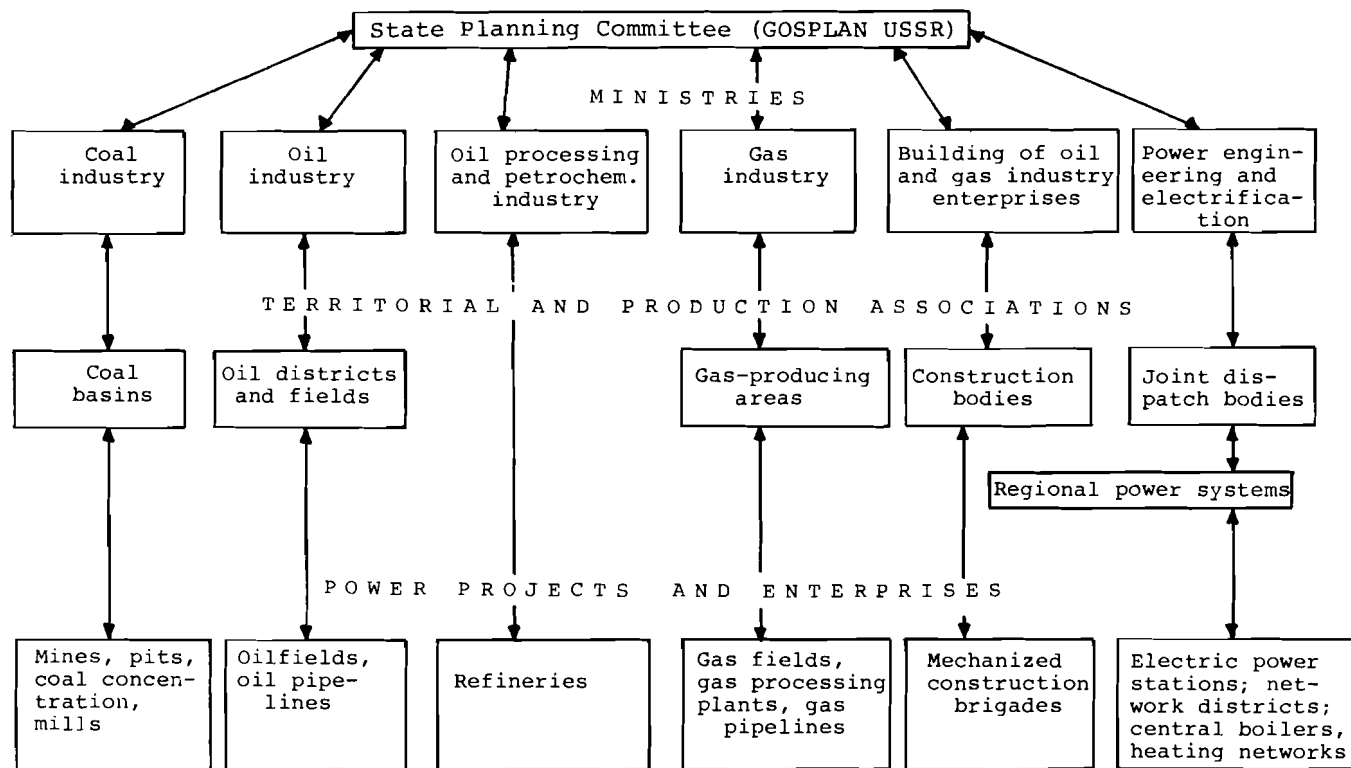 State Planning Committee (GOSPLAN USSR)
MINISTRIES
Coal
industry
Oil
industry
Oil processing
and petrochem.
industry
Gas
industry
Building of oil
and gas industry
enterprises
Power engin-
eering and
electrifica-
tion
TERRITORIAL AND PRODUCTION ASSOCIATIONS
Coal
basins
Oil districts
and fields
Gas-producing
areas
Construction
bodies
Joint dis-
patch bodies
Regional power systems
POWER PROJECTS AND ENTERPRISES
Mines, pits,
coal concen-
tration,
mills
Oilfields,
oil pipe-
lines
Refineries
Gas fields,
gas processing
plants, gas
pipelines
Mechanized
construction
brigades
Electric power
stations; net-
work districts;
central boilers,
heating networks